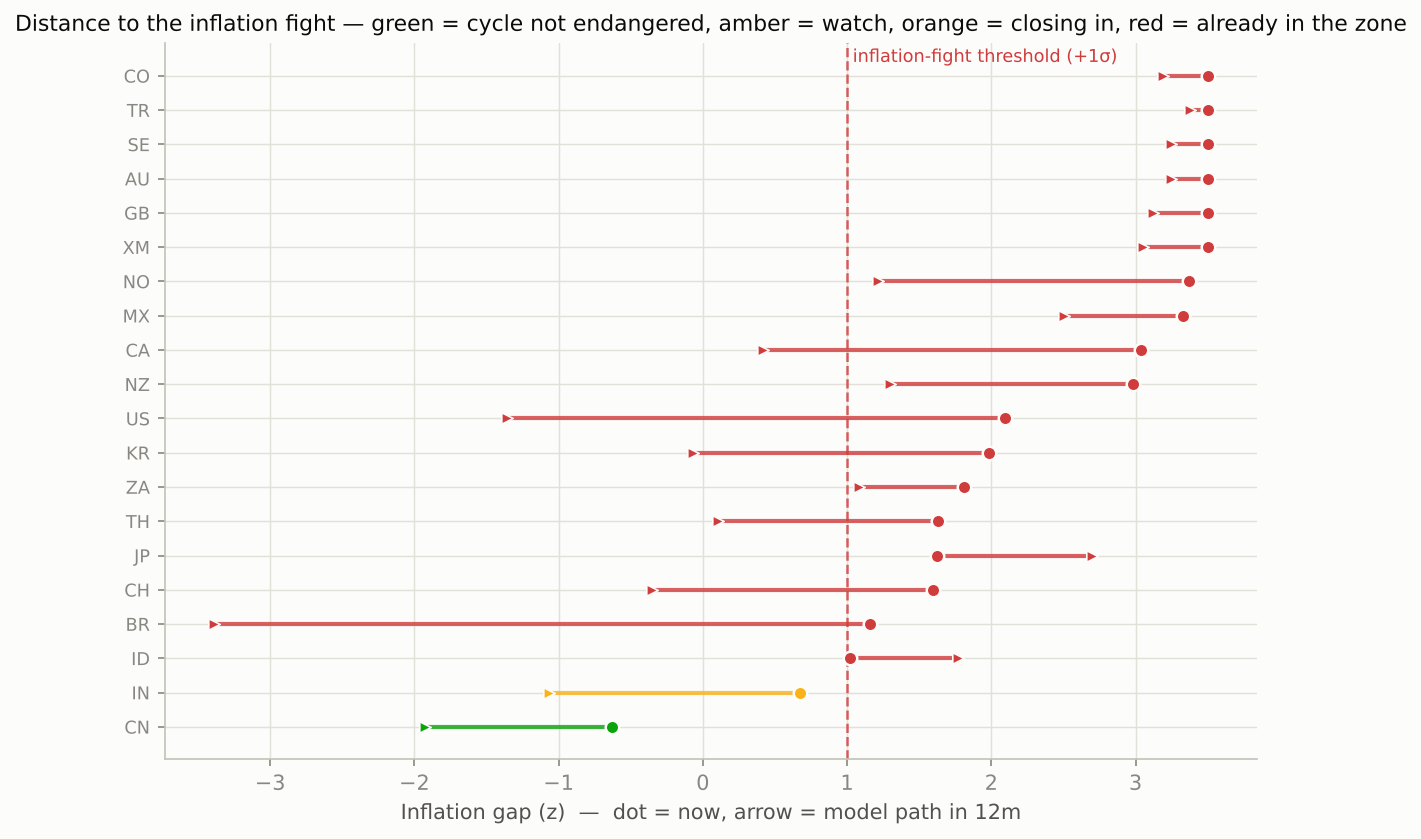 Distance to the inflation fight — green = cycle not endangered, amber = watch, orange = closing in, red = already in the zone
inflation-fight threshold (+1σ)
CO
TR
SE
AU
GB
XM
NO
MX
CA
NZ
US
KR
ZA
TH
JP
CH
BR
ID
IN
CN
−3 −2 −1 0 1 2 3
Inflation gap (z) — dot = now, arrow = model path in 12m